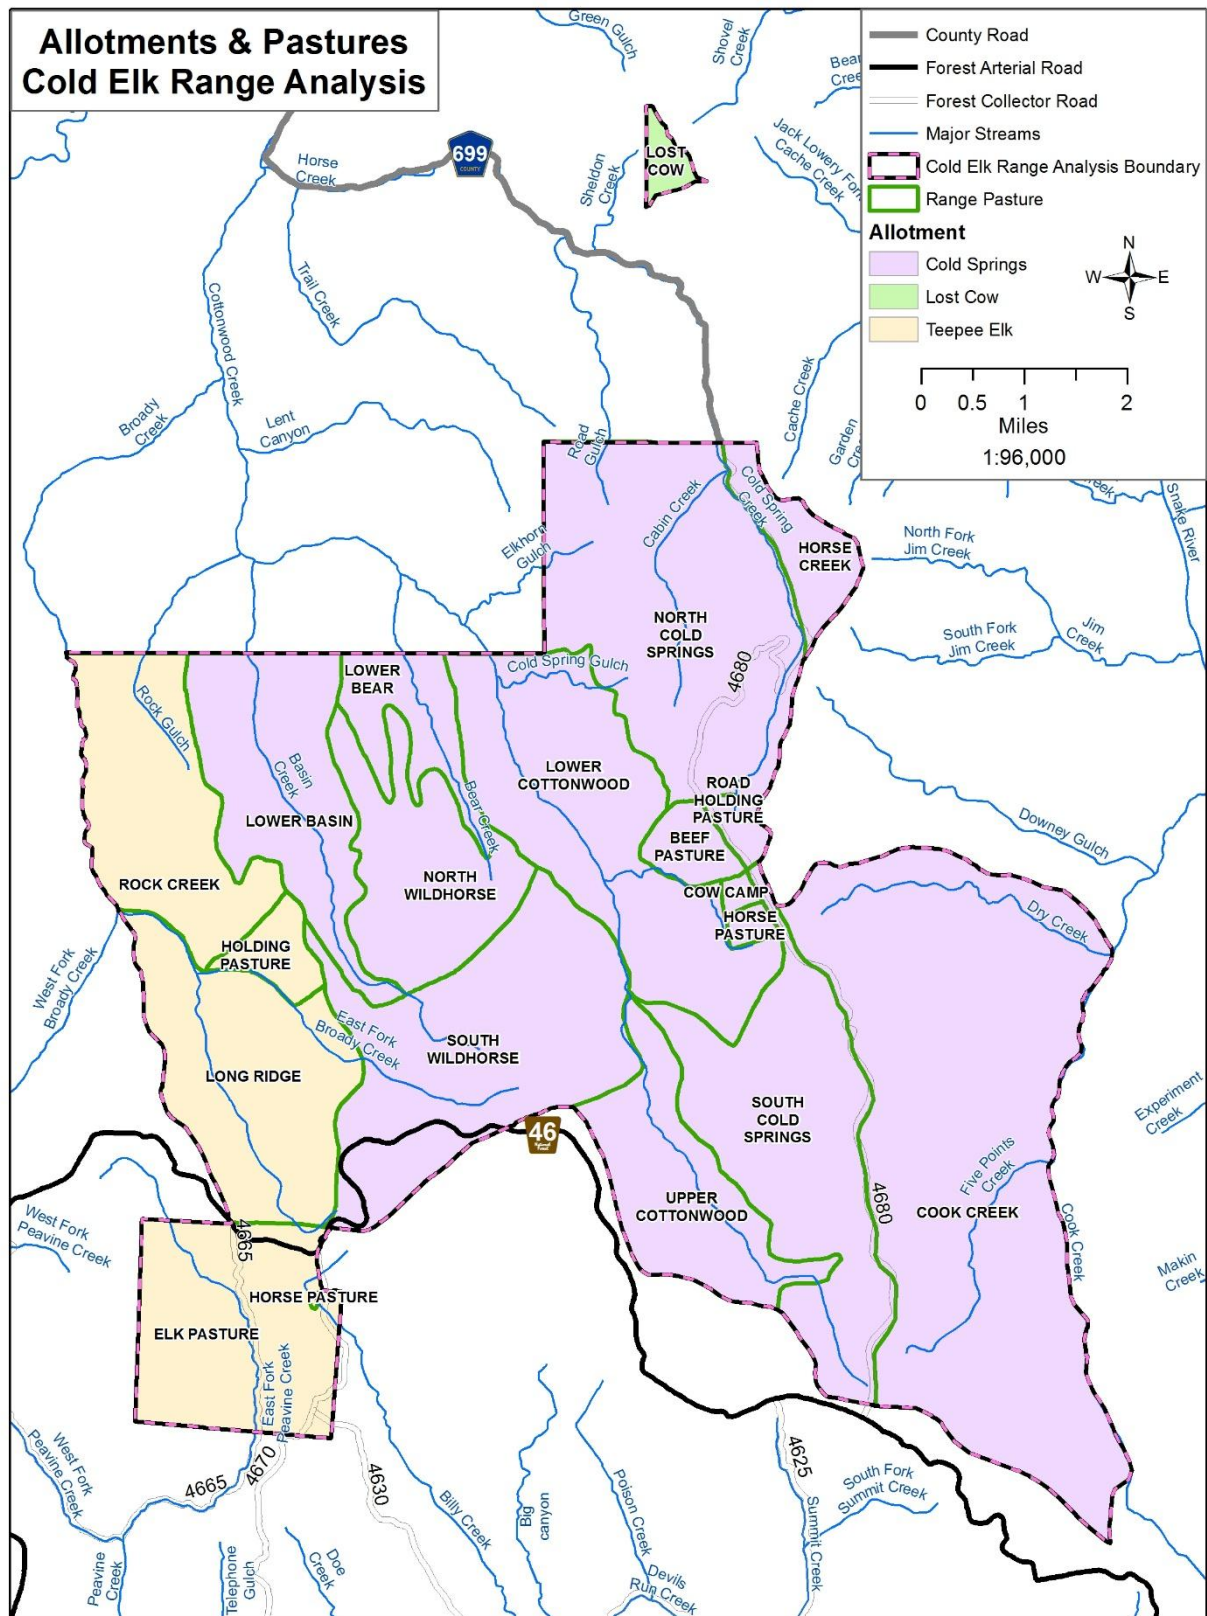 Allotments & Pastures
Cold Elk Range Analysis
County Road
Forest Arterial Road
Forest Collector Road
Major Streams
Cold Elk Range Analysis Boundary
Range Pasture
Allotment
Cold Springs
Lost Cow
Teepee Elk
N
W E
S
0 0.5 1 2
Miles
1:96,000
Green Gulch
Shovel
Creek
Jack Lowery Fork
Cache Creek
699
COUNTY
Horse
Creek
Sheldon
Creek
LOST
COW
Trail Creek
Cottonwood Creek
Broady
Creek
Lent
Canyon
Road
Gulch
Cache Creek
Garden
Snake River
Elkhorn
Gulch
Cabin Creek
Cold Spring
Creek
HORSE
CREEK
North Fork
Jim Creek
South Fork
Jim Creek
Jim
Creek
NORTH
COLD
SPRINGS
4680
Cold Spring Gulch
LOWER
BEAR
Rock Gulch
Basin
Creek
LOWER
COTTONWOOD
Bear Creek
ROAD
HOLDING
PASTURE
BEEF
PASTURE
Downey Gulch
LOWER BASIN
ROCK CREEK
NORTH
WILDHORSE
COW CAMP
HORSE
PASTURE
Dry Creek
HOLDING
PASTURE
West Fork
Broady Creek
East Fork
Broady Creek
SOUTH
WILDHORSE
LONG RIDGE
46
SOUTH
COLD
SPRINGS
Experiment
Creek
Five Points
Creek
UPPER
COTTONWOOD
4680
COOK CREEK
Cook Creek
Makin
Creek
West Fork
Peavine Creek
4665
HORSE PASTURE
ELK PASTURE
East Fork
Peavine Creek
West Fork
Peavine Creek
4665
4670
4630
Billy Creek
Big
canyon
Poison Creek
4625
South Fork
Summit Creek
Summit Creek
Peavine
Creek
Telephone
Gulch
Doe
Creek
Devils
Run Creek